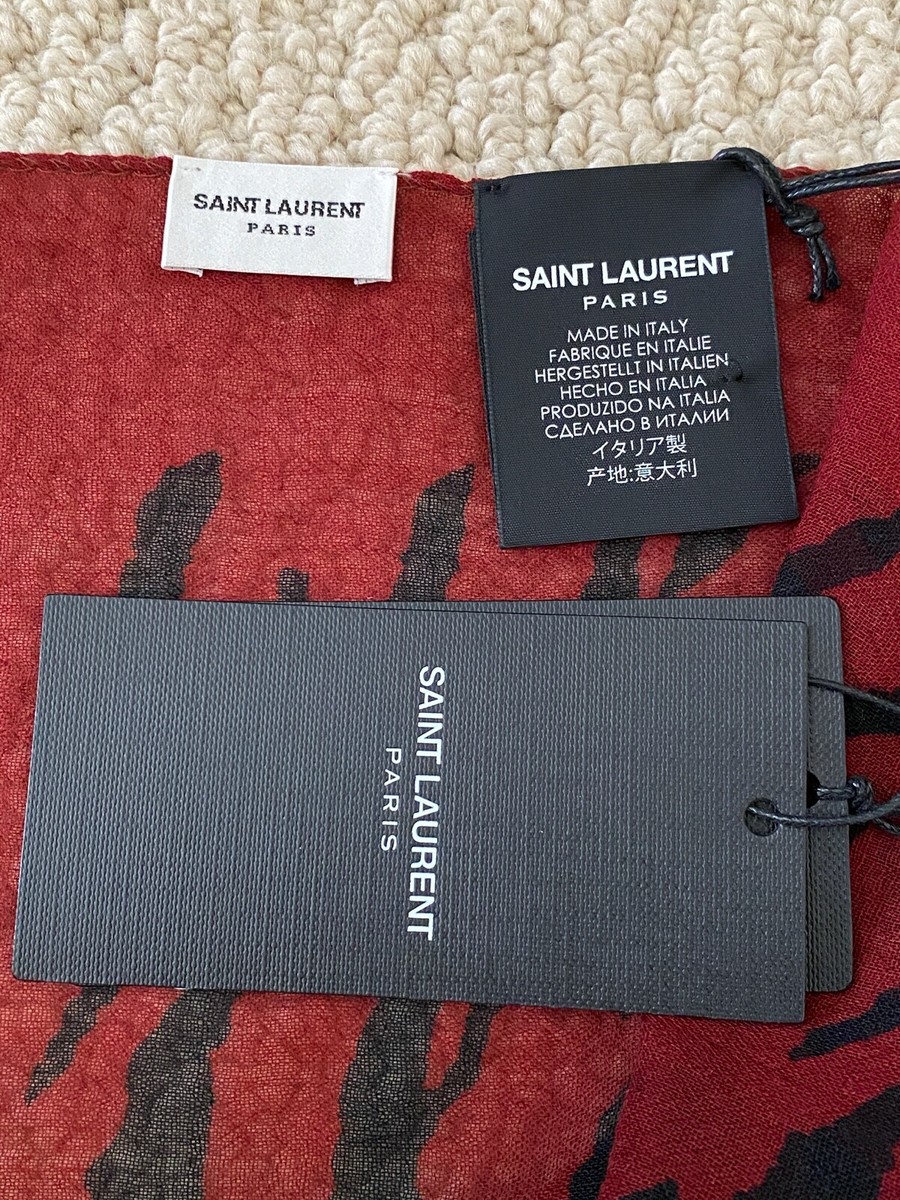 SAINT LAURENT
PARIS
SAINT LAURENT
PARIS
MADE IN ITALY
FABRIQUE EN ITALIE
HERGESTELLT IN ITALIEN
HECHO EN ITALIA
PRODUZIDO NA ITALIA
СДЕЛАНО В ИТАЛИИ
イタリア製
产地:意大利
SAINT LAURENT
PARIS